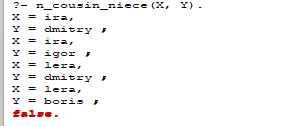 ?- n_cousin_niece(X, Y).
X = ira,
Y = dmitry ;
X = ira,
Y = igor ;
X = lera,
Y = dmitry ;
X = lera,
Y = boris ;
false.